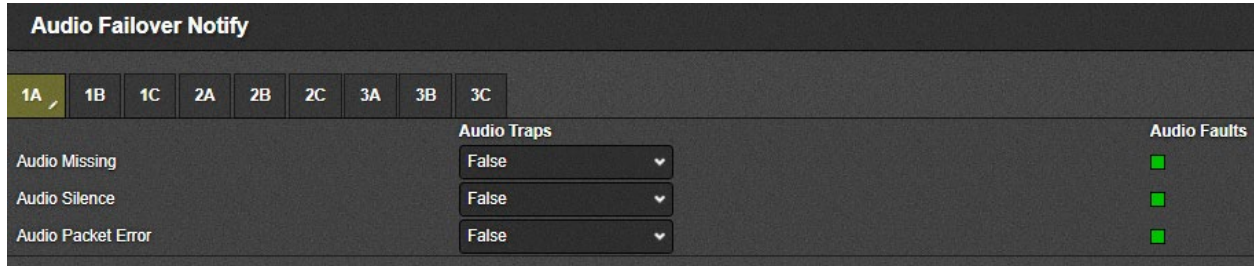 Audio Failover Notify
1A 1B 1C 2A 2B 2C 3A 3B 3C
Audio Traps Audio Faults
Audio Missing False
Audio Silence False
Audio Packet Error False